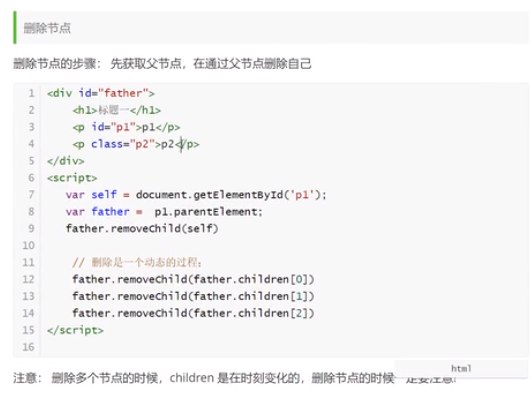 删除节点
删除节点的步骤： 先获取父节点，在通过父节点删除自己
1 <div id="father">
2 <h1>标题一</h1>
3 <p id="p1">p1</p>
4 <p class="p2">p2</p>
5 </div>
6 <script>
7 var self = document.getElementById('p1');
8 var father = p1.parentElement;
9 father.removeChild(self)
10
11 // 删除是一个动态的过程；
12 father.removeChild(father.children[0])
13 father.removeChild(father.children[1])
14 father.removeChild(father.children[2])
15 </script>
16
html
注意： 删除多个节点的时候，children 是在时刻变化的，删除节点的时候一定要注意!